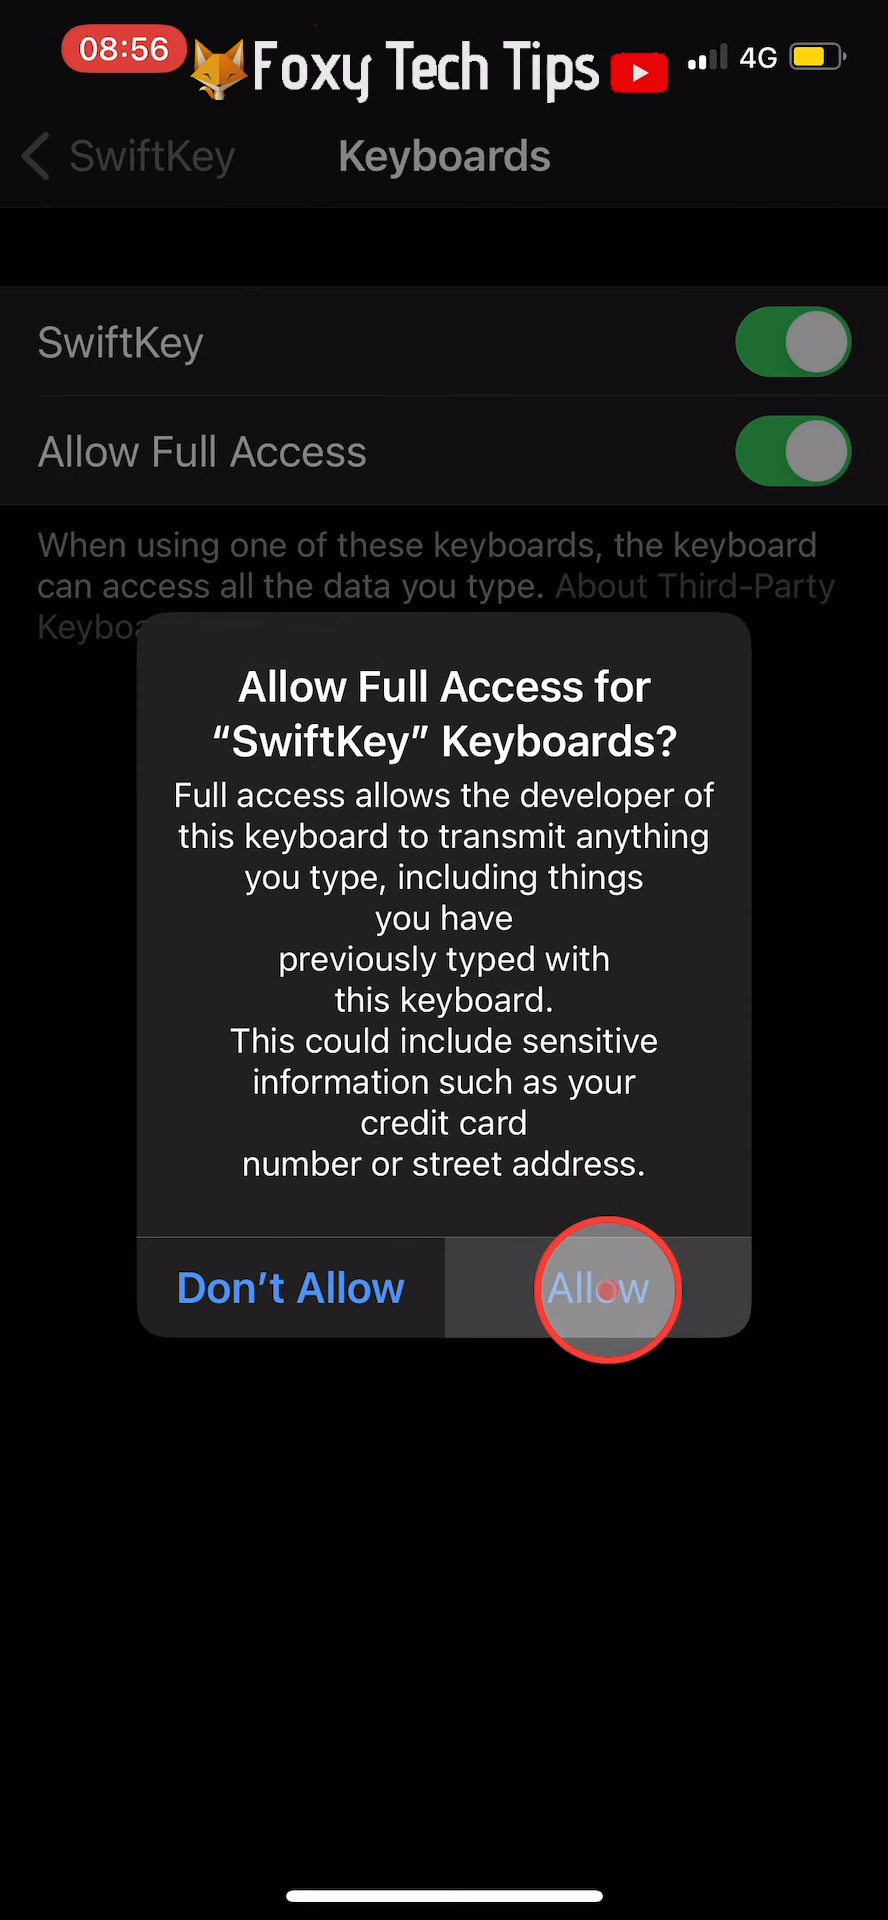 08:56
Foxy Tech Tips
4G
SwiftKey
Keyboards
SwiftKey
Allow Full Access
When using one of these keyboards, the keyboard
can access all the data you type. About Third-Party
Allow Full Access for
“SwiftKey” Keyboards?
Full access allows the developer of
this keyboard to transmit anything
you type, including things
you have
previously typed with
this keyboard.
This could include sensitive
information such as your
credit card
number or street address.
Don’t Allow
Allow